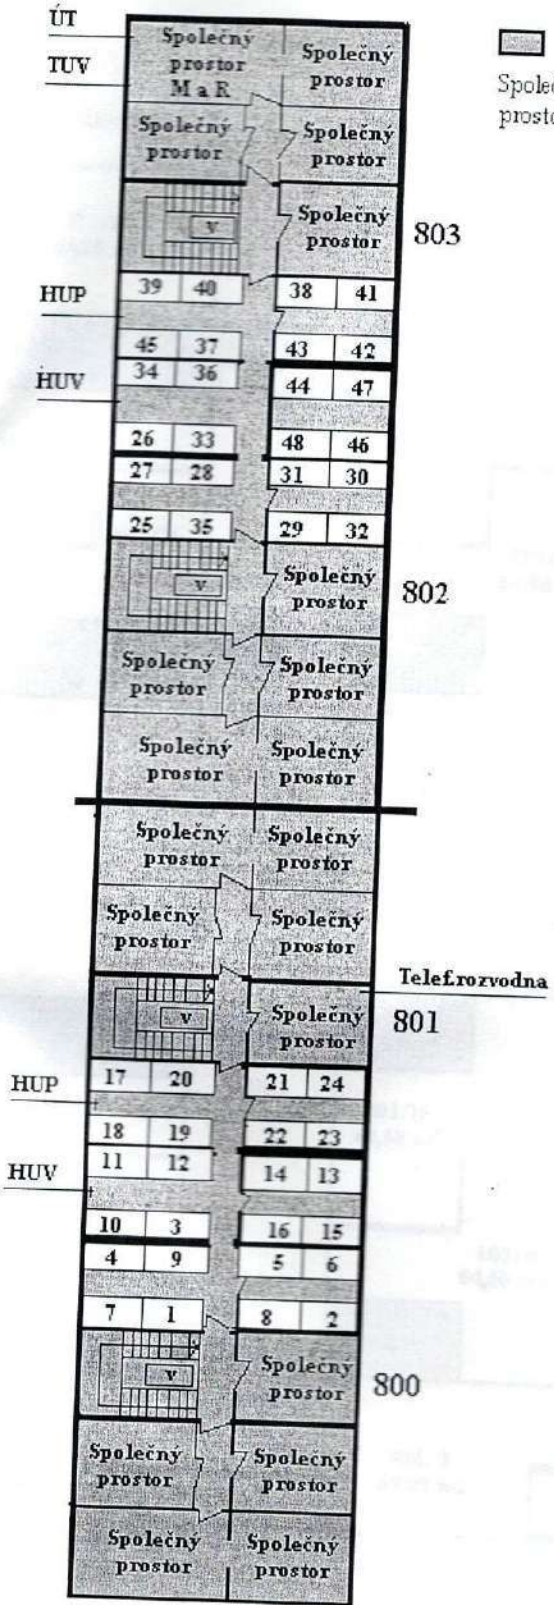 ÚT
Společný prostor M a R
Společný prostor
TUV
Společ
prosto
Společný prostor
Společný prostor
V
Společný prostor
803
39 40 38 41
HUP
45 37 43 42
34 36 44 47
HUV
26 33 48 46
27 28 31 30
25 35 29 32
V
Společný prostor
802
Společný prostor
Společný prostor
Společný prostor
Společný prostor
Společný prostor
Společný prostor
Společný prostor
Společný prostor
Telef.rozvodna
V
Společný prostor
801
17 20 21 24
HUP
18 19 22 23
11 12 14 13
HUV
10 3 16 15
4 9 5 6
7 1 8 2
V
Společný prostor
800
Společný prostor
Společný prostor
Společný prostor
Společný prostor